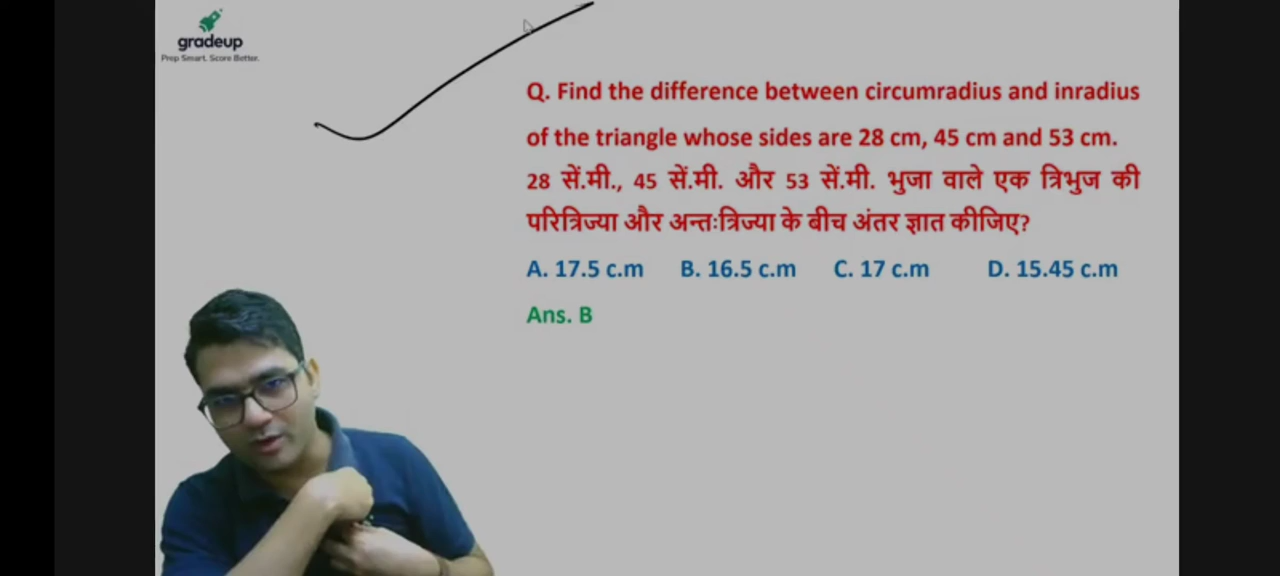 gradeup
Prep Smart. Score Better.
Q. Find the difference between circumradius and inradius
of the triangle whose sides are 28 cm, 45 cm and 53 cm.
28 सें.मी., 45 सें.मी. और 53 सें.मी. भुजा वाले एक त्रिभुज की
परित्रिज्या और अन्तःत्रिज्या के बीच अंतर ज्ञात कीजिए?
A. 17.5 c.m B. 16.5 c.m C. 17 c.m D. 15.45 c.m
Ans. B